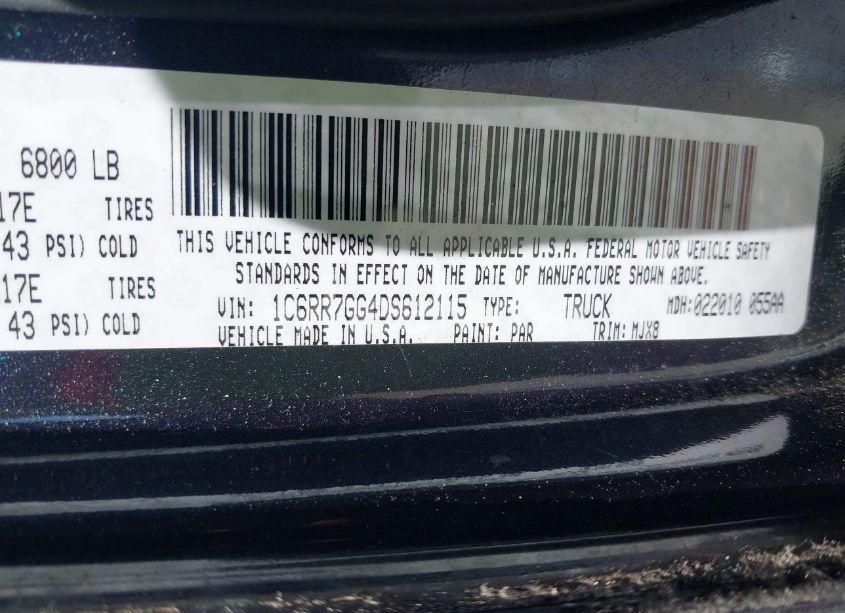 6800 LB
17E TIRES
43 PSI) COLD
17E TIRES
43 PSI) COLD
THIS VEHICLE CONFORMS TO ALL APPLICABLE U.S.A. FEDERAL MOTOR VEHICLE SAFETY
STANDARDS IN EFFECT ON THE DATE OF MANUFACTURE SHOWN ABOVE.
VIN: 1C6RR7GG4DS612115 TYPE: TRUCK MDH:022010 055AA
VEHICLE MADE IN U.S.A. PAINT: PAR TRIM: MJX8